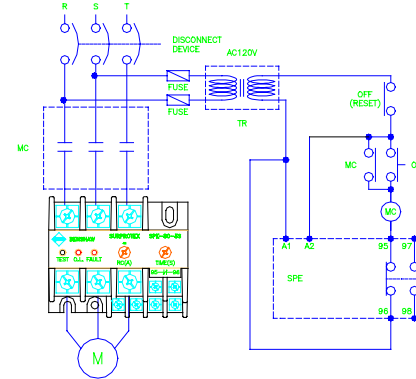 R S T
DISCONNECT
DEVICE
AC120V
FUSE
FUSE
TR
OFF
(RESET)
MC
MC
O
MC
A1 A2 95 97
SPE
96 98
TEST O.L. FAULT
RC(A) TIME(S)
M